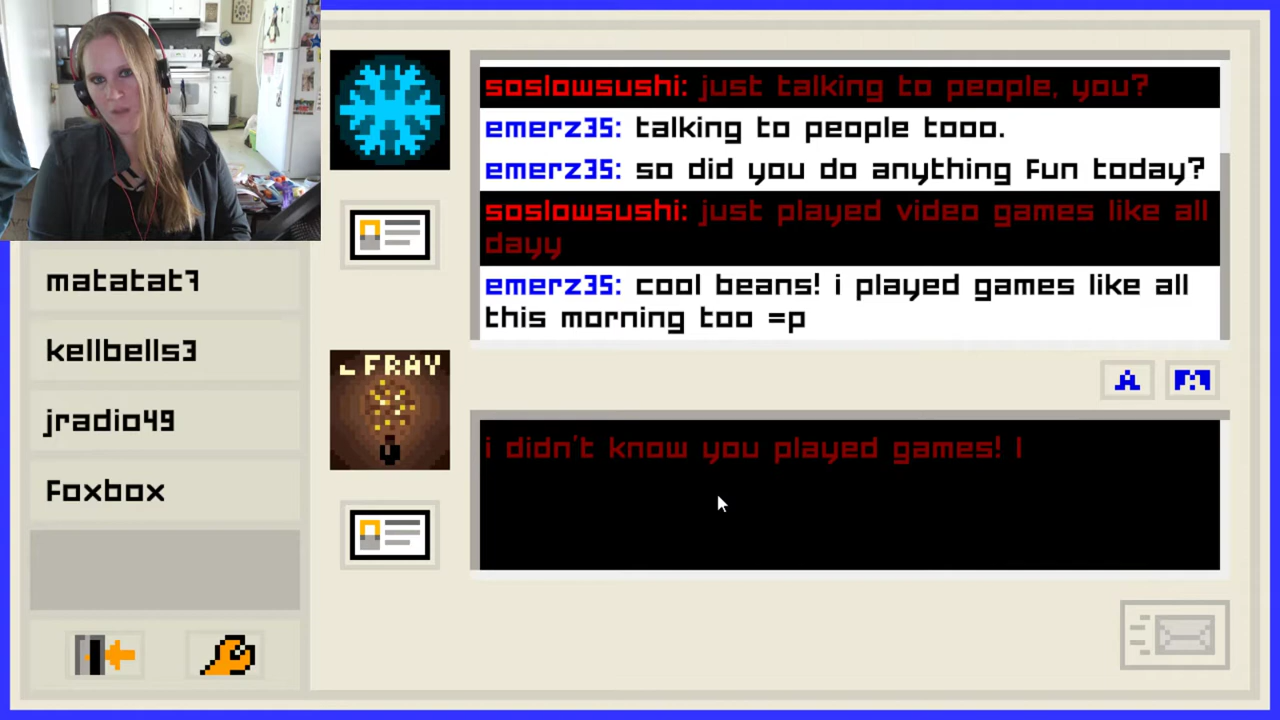 soslowsushi: just talking to people, you?
emerz35: talking to people tooo.
emerz35: so did you do anything Fun today?
soslowsushi: just played video games like all
dayy
emerz35: cool beans! i played games like all
this morning too =p
matatat7
kellbells3
jradio49
Foxbox
FRAY
A
i didn't know you played games! I